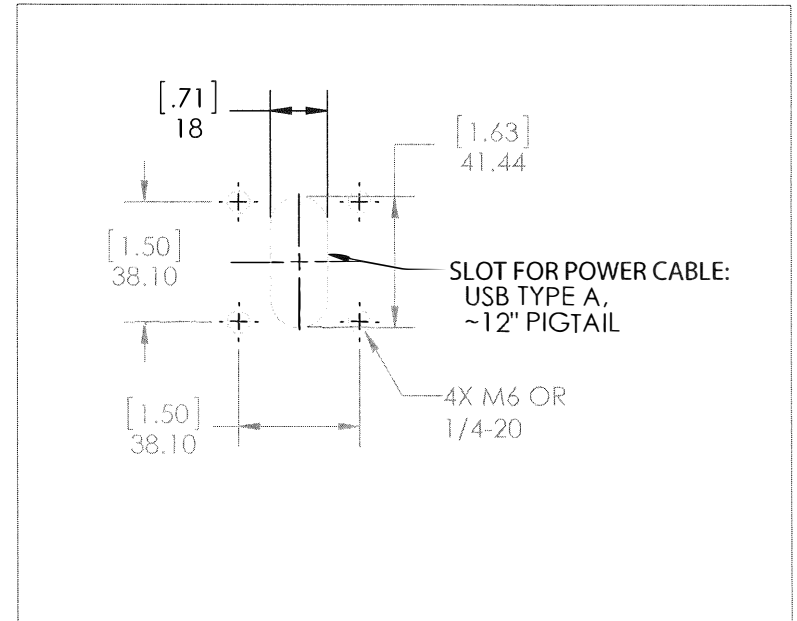 [.71]
18
[1.63]
41.44
[1.50]
38.10
SLOT FOR POWER CABLE:
USB TYPE A,
~12" PIGTAIL
[1.50]
38.10
4X M6 OR
1/4-20